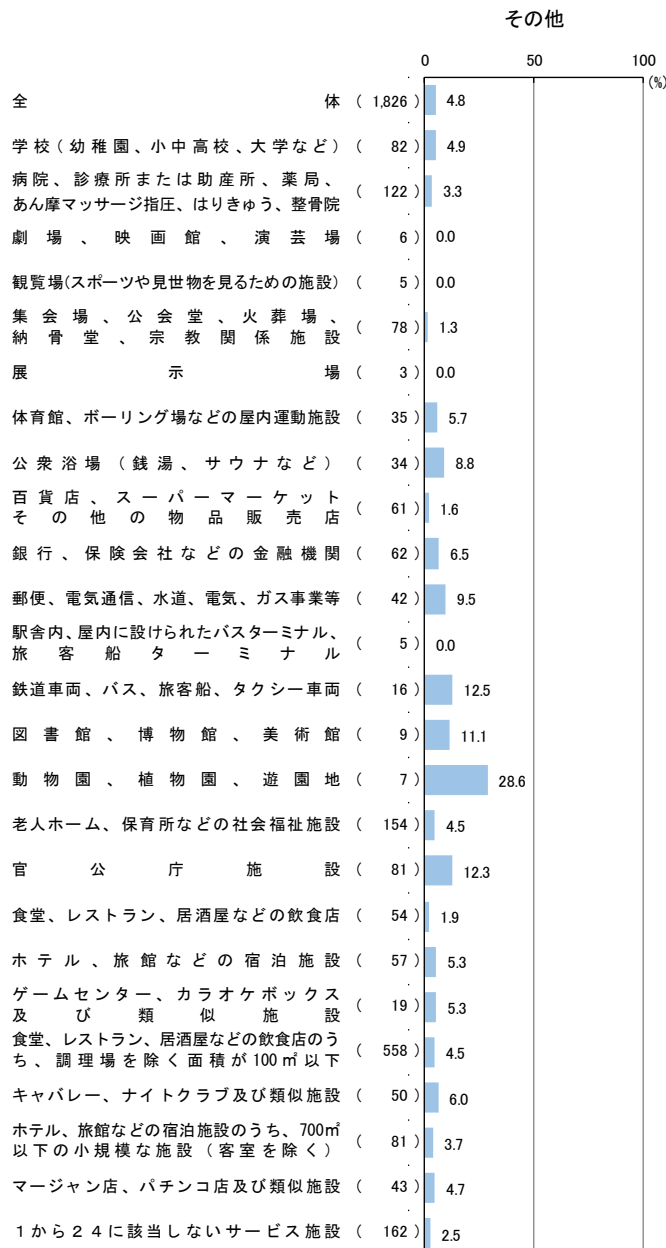 その他
0 50 100
(%)
全体 ( 1,826 ) 4.8
学校(幼稚園、小中高校、大学など) ( 82 ) 4.9
病院、診療所または助産所、薬局、
あん摩マッサージ指圧、はりきゅう、整骨院 ( 122 ) 3.3
劇場、映画館、演芸場 ( 6 ) 0.0
観覧場(スポーツや見世物を見るための施設) ( 5 ) 0.0
集会場、公会堂、火葬場、
納骨堂、宗教関係施設 ( 78 ) 1.3
展示場 ( 3 ) 0.0
体育館、ボーリング場などの屋内運動施設 ( 35 ) 5.7
公衆浴場(銭湯、サウナなど) ( 34 ) 8.8
百貨店、スーパーマーケット
その他の物品販売店 ( 61 ) 1.6
銀行、保険会社などの金融機関 ( 62 ) 6.5
郵便、電気通信、水道、電気、ガス事業等 ( 42 ) 9.5
駅舎内、屋内に設けられたバスターミナル、
旅客船ターミナル ( 5 ) 0.0
鉄道車両、バス、旅客船、タクシー車両 ( 16 ) 12.5
図書館、博物館、美術館 ( 9 ) 11.1
動物園、植物園、遊園地 ( 7 ) 28.6
老人ホーム、保育所などの社会福祉施設 ( 154 ) 4.5
官公庁施設 ( 81 ) 12.3
食堂、レストラン、居酒屋などの飲食店 ( 54 ) 1.9
ホテル、旅館などの宿泊施設 ( 57 ) 5.3
ゲームセンター、カラオケボックス
及び類似施設 ( 19 ) 5.3
食堂、レストラン、居酒屋などの飲食店のう
ち、調理場を除く面積が100㎡以下 ( 558 ) 4.5
キャバレー、ナイトクラブ及び類似施設 ( 50 ) 6.0
ホテル、旅館などの宿泊施設のうち、700㎡
以下の小規模な施設(客室を除く) ( 81 ) 3.7
マージャン店、パチンコ店及び類似施設 ( 43 ) 4.7
1から24に該当しないサービス施設 ( 162 ) 2.5